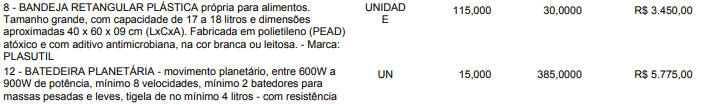 8 - BANDEJA RETANGULAR PLÁSTICA própria para alimentos. UNIDAD 115,000 30,0000 R$ 3.450,00
Tamanho grande, com capacidade de 17 a 18 litros e dimensões E
aproximadas 40 x 60 x 09 cm (LxCxA). Fabricada em polietileno (PEAD)
atóxico e com aditivo antimicrobiana, na cor branca ou leitosa. - Marca:
PLASUTIL
12 - BATEDEIRA PLANETÁRIA - movimento planetário, entre 600W a UN 15,000 385,0000 R$ 5.775,00
900W de potência, mínimo 8 velocidades, mínimo 2 batedores para
massas pesadas e leves, tigela de no mínimo 4 litros - com resistência